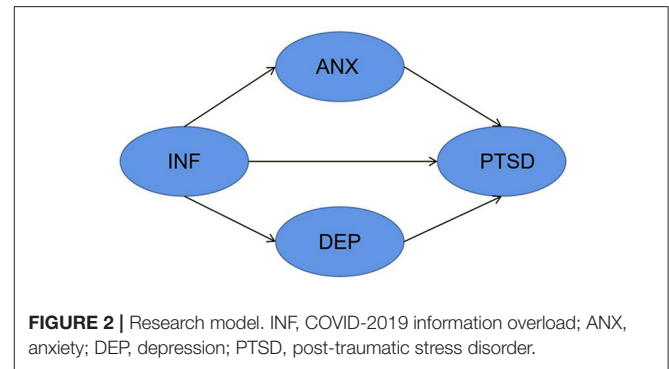 ANX
INF
PTSD
DEP
FIGURE 2 | Research model. INF, COVID-2019 information overload; ANX,
anxiety; DEP, depression; PTSD, post-traumatic stress disorder.